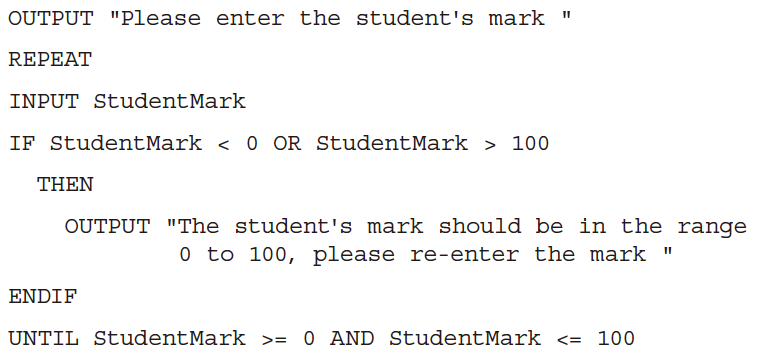 OUTPUT "Please enter the student's mark "
REPEAT
INPUT StudentMark
IF StudentMark < 0 OR StudentMark > 100
THEN
OUTPUT "The student's mark should be in the range
0 to 100, please re-enter the mark "
ENDIF
UNTIL StudentMark >= 0 AND StudentMark <= 100